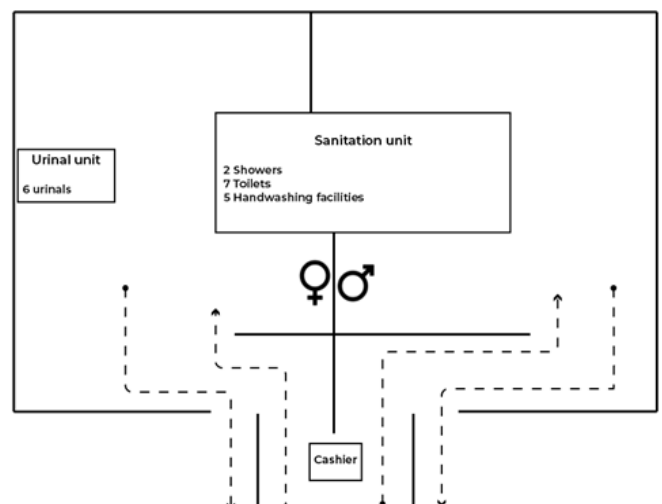 Sanitation unit
2 Showers
7 Toilets
5 Handwashing facilities
Urinal unit
6 urinals
Cashier